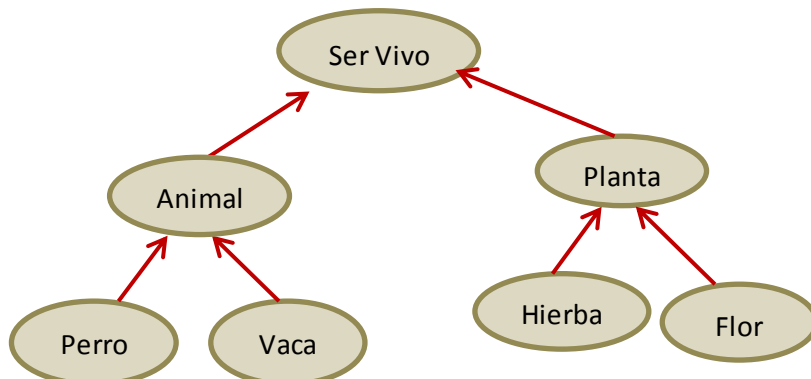 Ser Vivo
Animal
Planta
Perro
Vaca
Hierba
Flor